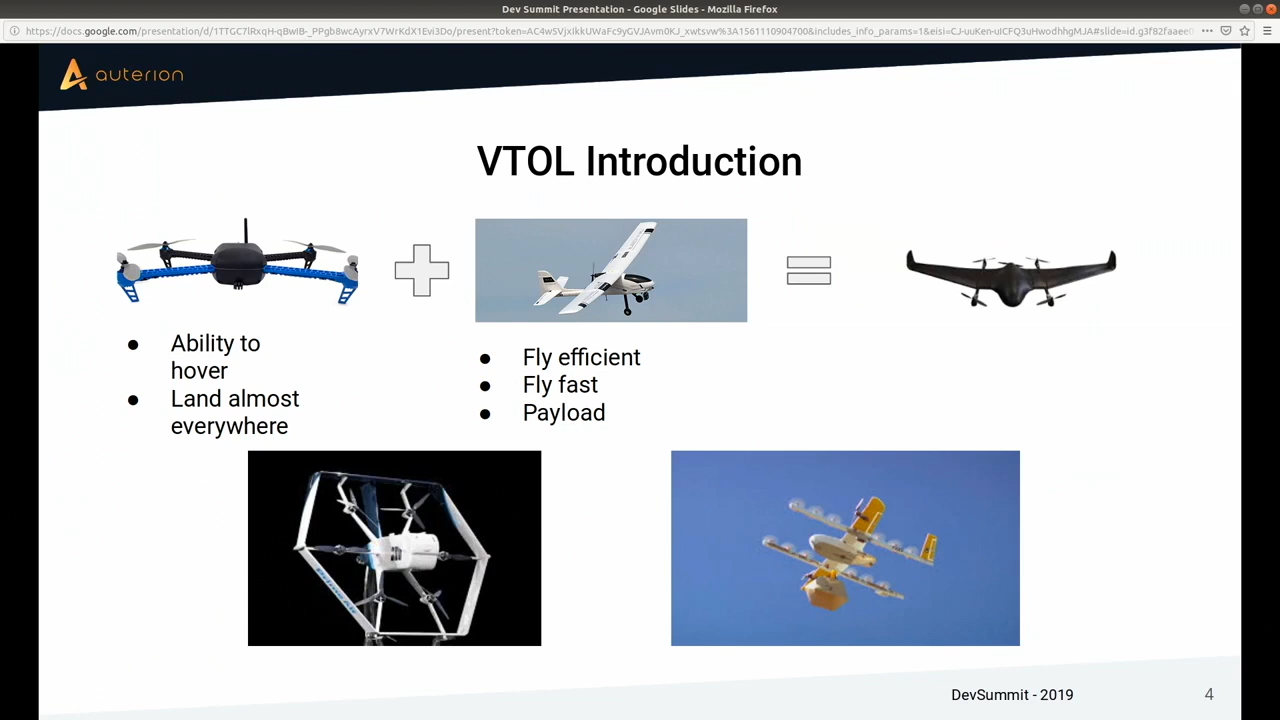 Dev Summit Presentation - Google Slides - Mozilla Firefox
auterion
VTOL Introduction
Ability to
hover
Land almost
everywhere
Fly efficient
Fly fast
Payload
DevSummit - 2019
4